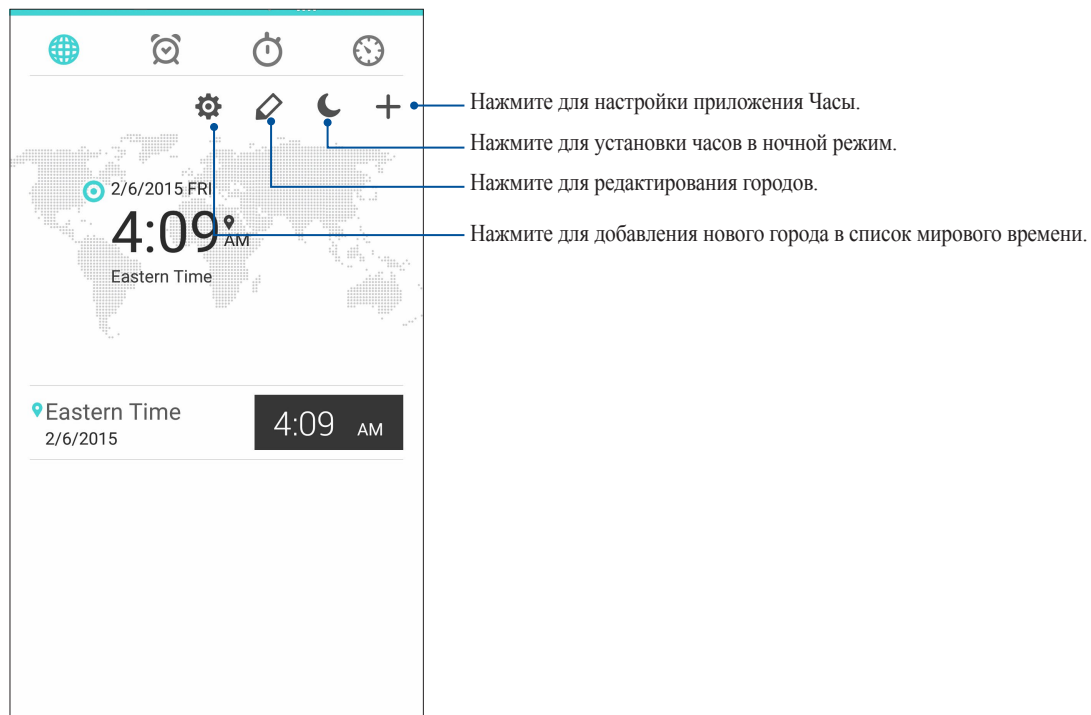 Нажмите для настройки приложения Часы.
Нажмите для установки часов в ночной режим.
2/6/2015 FRI
Нажмите для редактирования городов.
4:09 AM
Нажмите для добавления нового города в список мирового времени.
Eastern Time
Eastern Time
4:09 AM
2/6/2015